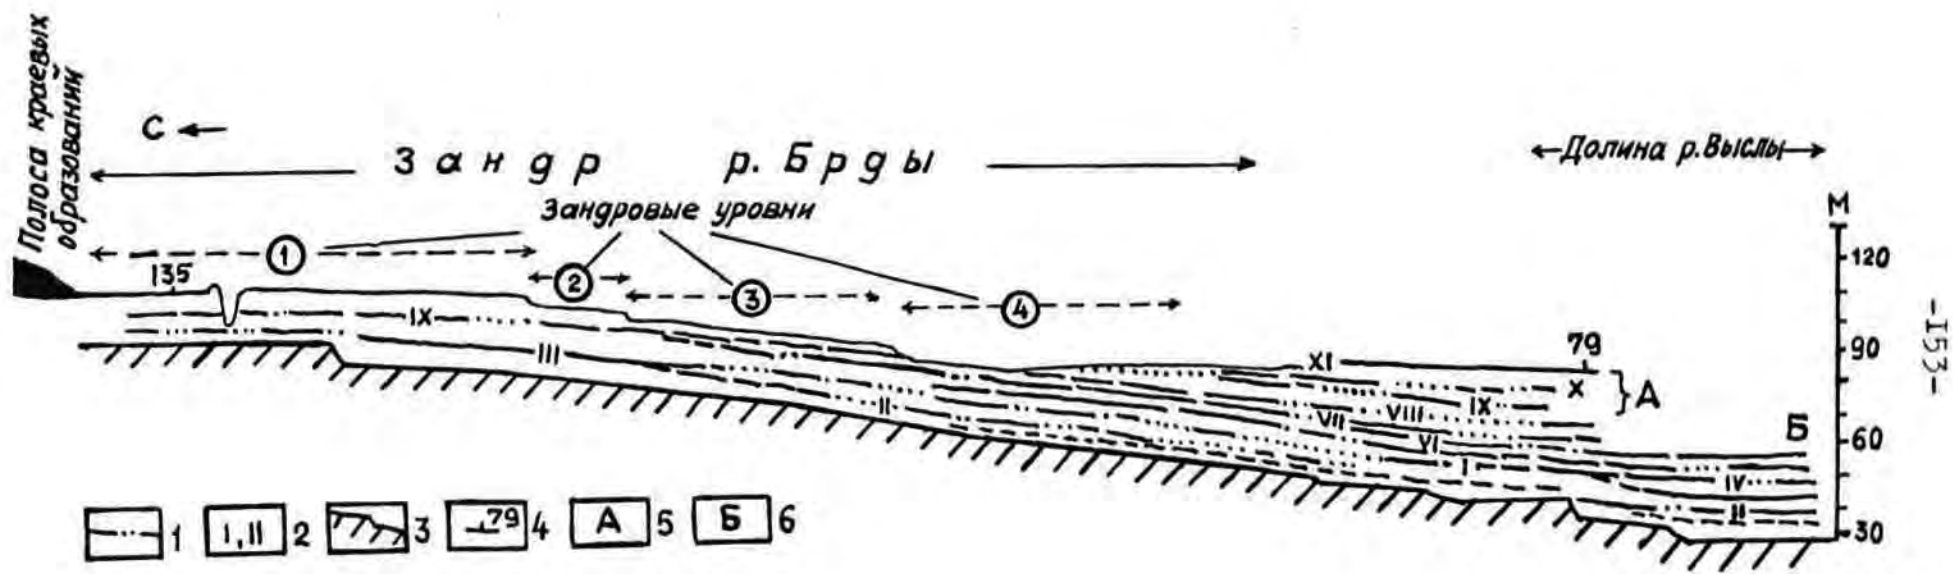 Полоса краевых
образований
С
Зандр р. Брды
Долина р. Выслы
Зандровые уровни
М
1
2
3
4
135
120
90
60
30
79
IX
III
II
XI
X
IX
VIII
VII
VI
I
IV
II
А
Б
-153-
1
I, II 2
3
79 4
А 5
Б 6